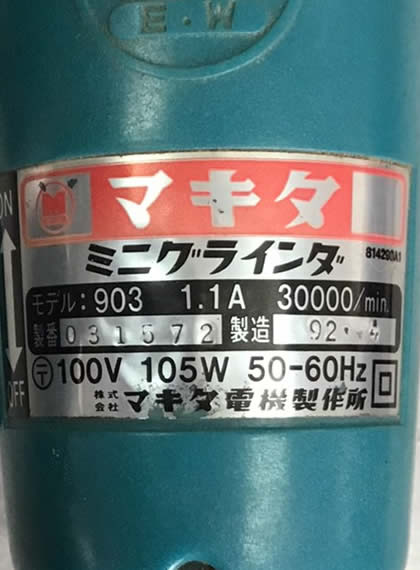 E.W
マキタ
ミニグラインダ 814290A1
ON
モデル:903 1.1A 30000/min.
製番 031572 製造 92.4
〒100V 105W 50-60Hz
OFF
株式会社 マキタ電機製作所